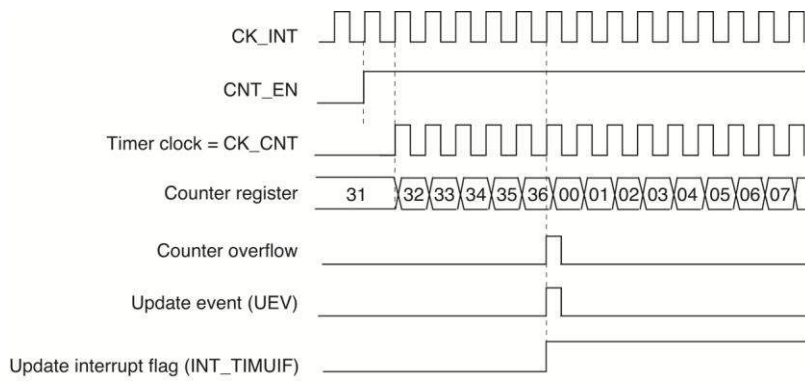 CK_INT
CNT_EN
Timer clock = CK_CNT
Counter register 31 32 33 34 35 36 00 01 02 03 04 05 06 07
Counter overflow
Update event (UEV)
Update interrupt flag (INT_TIMUIF)